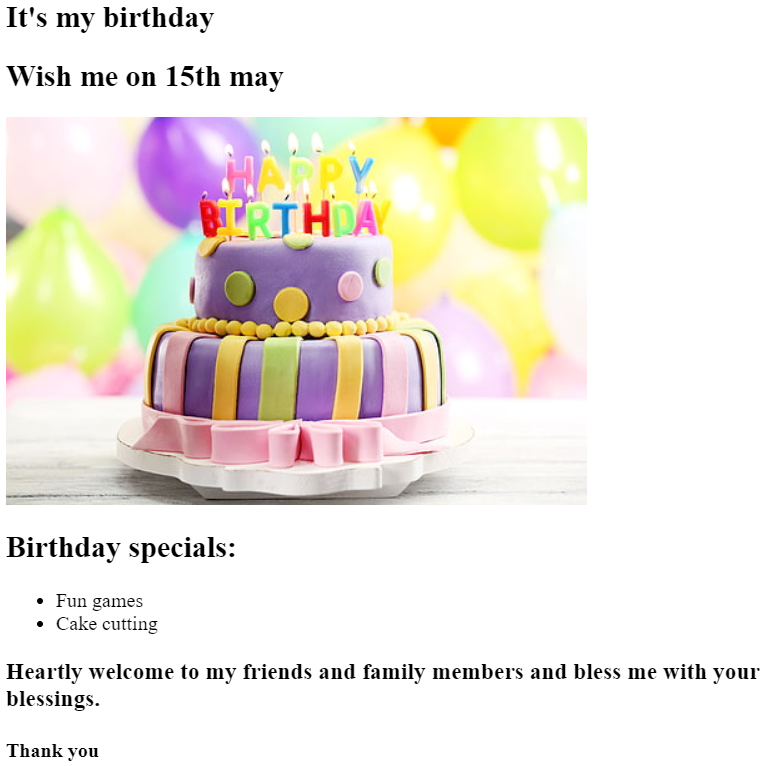 It's my birthday
Wish me on 15th may
HAPPY
BIRTHDAY
Birthday specials:
Fun games
Cake cutting
Heartly welcome to my friends and family members and bless me with your
blessings.
Thank you